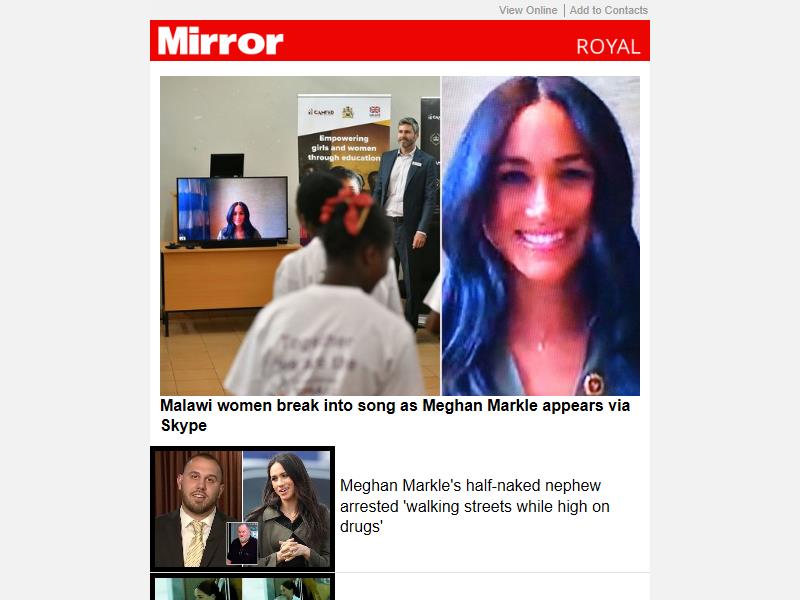 View Online | Add to Contacts
Mirror
ROYAL
Empowering
girls and women
through education
Together
Malawi women break into song as Meghan Markle appears via
Skype
Meghan Markle's half-naked nephew
arrested 'walking streets while high on
drugs'